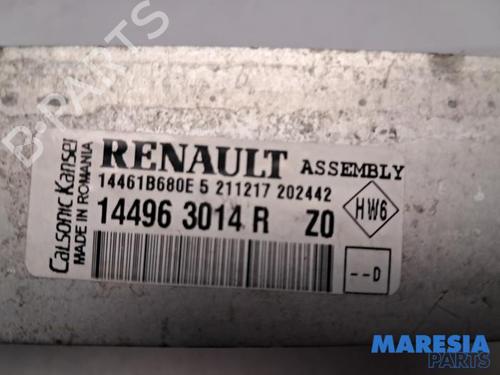 B-PARTS
Calsonic Kansei
MADE IN ROMANIA
RENAULT ASSEMBLY
14461B680E 5 211217 202442
14496 3014 R Z0
HW6
--D
MARESIA
PARTS